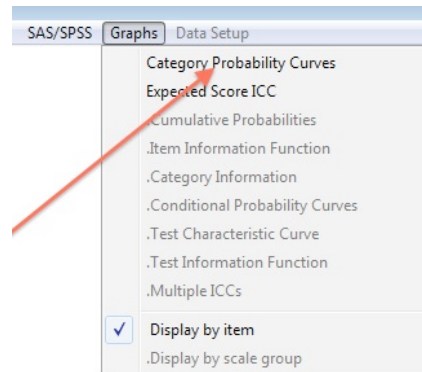 SAS/SPSS Graphs Data Setup
Category Probability Curves
Expected Score ICC
.Cumulative Probabilities
.Item Information Function
.Category Information
.Conditional Probability Curves
.Test Characteristic Curve
.Test Information Function
.Multiple ICCs
Display by item
.Display by scale group